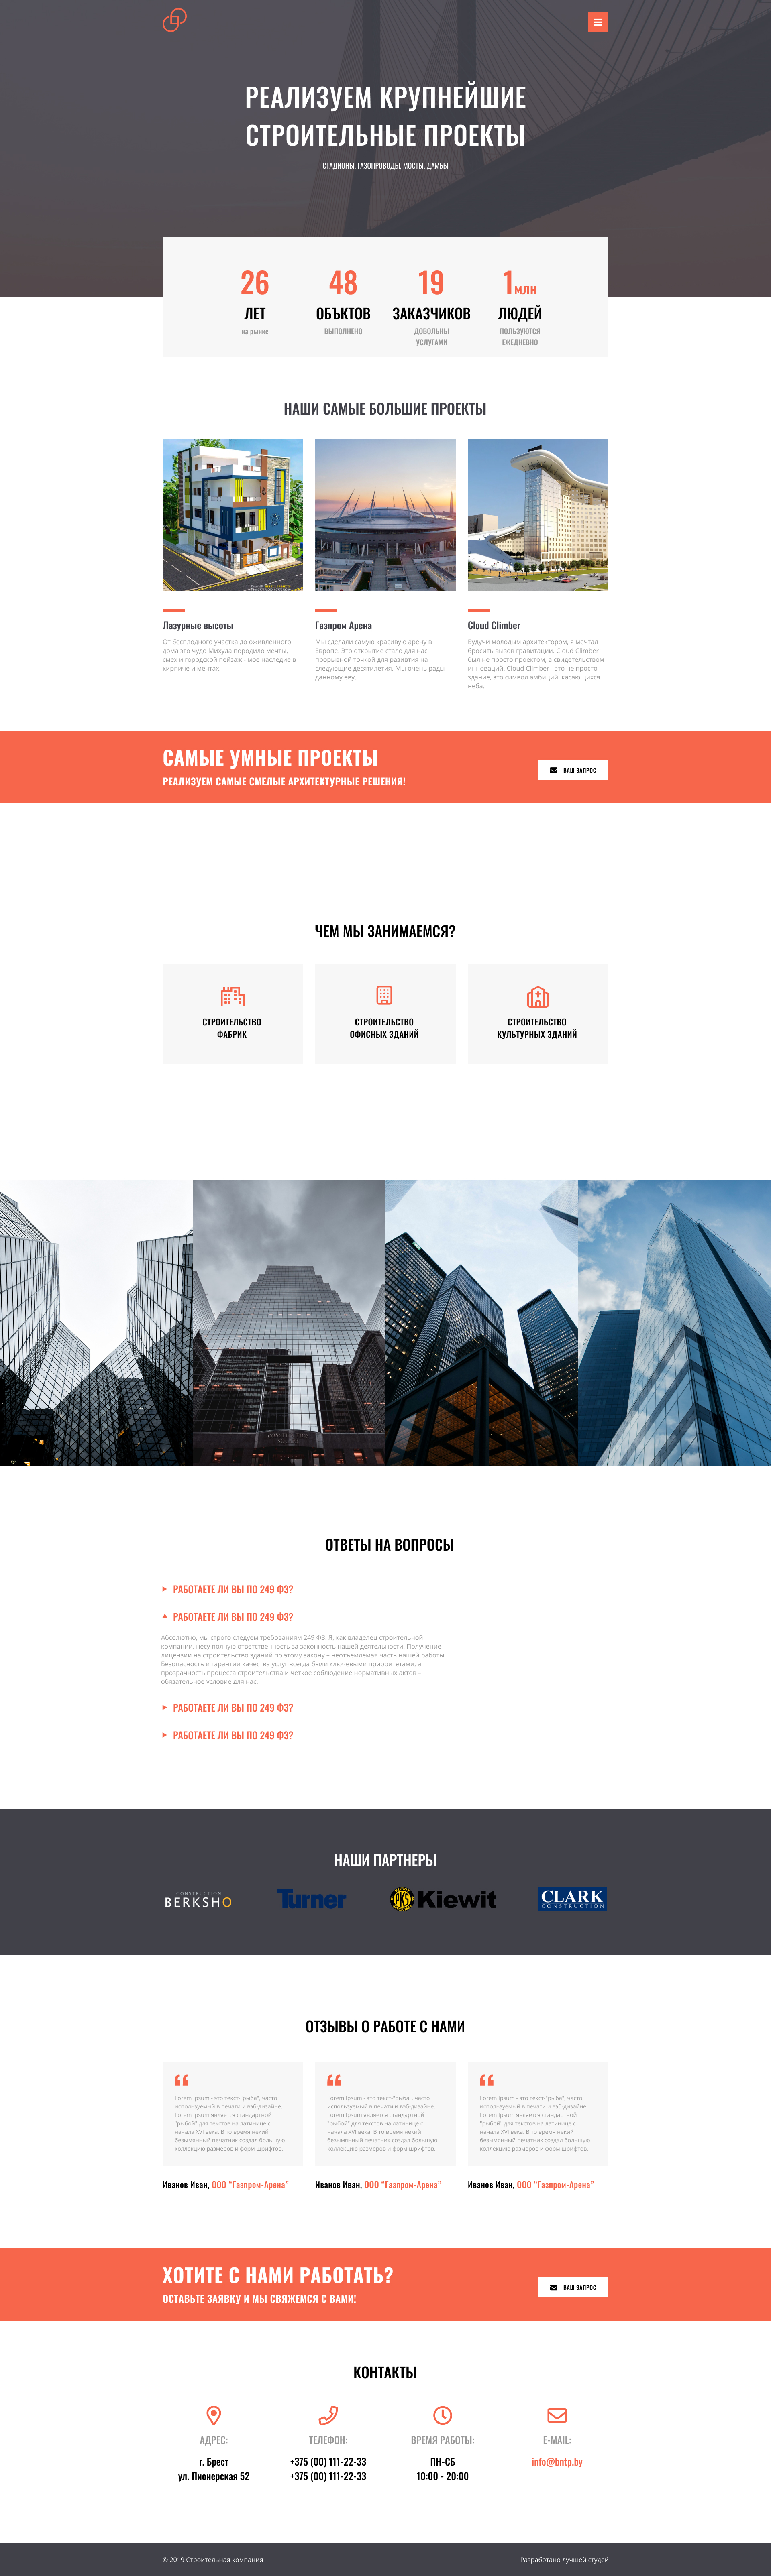 РЕАЛИЗУЕМ КРУПНЕЙШИЕ
СТРОИТЕЛЬНЫЕ ПРОЕКТЫ
СТАДИОНЫ, ГАЗОПРОВОДЫ, МОСТЫ, ДАМБЫ
26
ЛЕТ
на рынке
48
ОБЪКТОВ
ВЫПОЛНЕНО
19
ЗАКАЗЧИКОВ
ДОВОЛЬНЫ
УСЛУГАМИ
1млн
ЛЮДЕЙ
ПОЛЬЗУЮТСЯ
ЕЖЕДНЕВНО
НАШИ САМЫЕ БОЛЬШИЕ ПРОЕКТЫ
Лазурные высоты
От бесплодного участка до оживленного
дома это чудо Микула породило мечты,
смех и городской пейзаж - мое наследие в
кирпиче и мечтах.
Газпром Арена
Мы сделали самую красивую арену в
Европе. Это открытие стало для нас
прорывной точкой для развития на
следующие десятилетия. Мы очень рады
данному еву.
Cloud Climber
Будучи молодым архитектором, я мечтал
бросить вызов гравитации. Cloud Climber
был не просто проектом, а свидетельством
инноваций. Cloud Climber - это не просто
здание, это символ амбиций, касающихся
неба.
САМЫЕ УМНЫЕ ПРОЕКТЫ
РЕАЛИЗУЕМ САМЫЕ СМЕЛЫЕ АРХИТЕКТУРНЫЕ РЕШЕНИЯ!
ВАШ ЗАПРОС
ЧЕМ МЫ ЗАНИМАЕМСЯ?
СТРОИТЕЛЬСТВО
ФАБРИК
СТРОИТЕЛЬСТВО
ОФИСНЫХ ЗДАНИЙ
СТРОИТЕЛЬСТВО
КУЛЬТУРНЫХ ЗДАНИЙ
ОТВЕТЫ НА ВОПРОСЫ
РАБОТАЕТЕ ЛИ ВЫ ПО 249 ФЗ?
РАБОТАЕТЕ ЛИ ВЫ ПО 249 ФЗ?
Абсолютно, мы строго следуем требованиям 249 ФЗ! Я, как владелец строительной
компании, несу полную ответственность за законность нашей деятельности. Получение
лицензии на строительство зданий по этому закону – неотъемлемая часть нашей работы.
Безопасность и гарантии качества услуг всегда были ключевыми приоритетами, а
прозрачность процесса строительства и четкое соблюдение нормативных актов –
обязательное условие для нас.
РАБОТАЕТЕ ЛИ ВЫ ПО 249 ФЗ?
РАБОТАЕТЕ ЛИ ВЫ ПО 249 ФЗ?
НАШИ ПАРТНЕРЫ
CONSTRUCTION
BERKSHO
Turner
PKS Kiewit
CLARK
CONSTRUCTION
ОТЗЫВЫ О РАБОТЕ С НАМИ
Lorem Ipsum - это текст-"рыба", часто
используемый в печати и вэб-дизайне.
Lorem Ipsum является стандартной
"рыбой" для текстов на латинице с
начала XVI века. В то время некий
безымянный печатник создал большую
коллекцию размеров и форм шрифтов.
Иванов Иван, ООО “Газпром-Арена”
Lorem Ipsum - это текст-"рыба", часто
используемый в печати и вэб-дизайне.
Lorem Ipsum является стандартной
"рыбой" для текстов на латинице с
начала XVI века. В то время некий
безымянный печатник создал большую
коллекцию размеров и форм шрифтов.
Иванов Иван, ООО “Газпром-Арена”
Lorem Ipsum - это текст-"рыба", часто
используемый в печати и вэб-дизайне.
Lorem Ipsum является стандартной
"рыбой" для текстов на латинице с
начала XVI века. В то время некий
безымянный печатник создал большую
коллекцию размеров и форм шрифтов.
Иванов Иван, ООО “Газпром-Арена”
ХОТИТЕ С НАМИ РАБОТАТЬ?
ОСТАВЬТЕ ЗАЯВКУ И МЫ СВЯЖЕМСЯ С ВАМИ!
ВАШ ЗАПРОС
КОНТАКТЫ
АДРЕС:
г. Брест
ул. Пионерская 52
ТЕЛЕФОН:
+375 (00) 111-22-33
+375 (00) 111-22-33
ВРЕМЯ РАБОТЫ:
ПН-СБ
10:00 - 20:00
E-MAIL:
info@bntp.by
© 2019 Строительная компания
Разработано лучшей студей